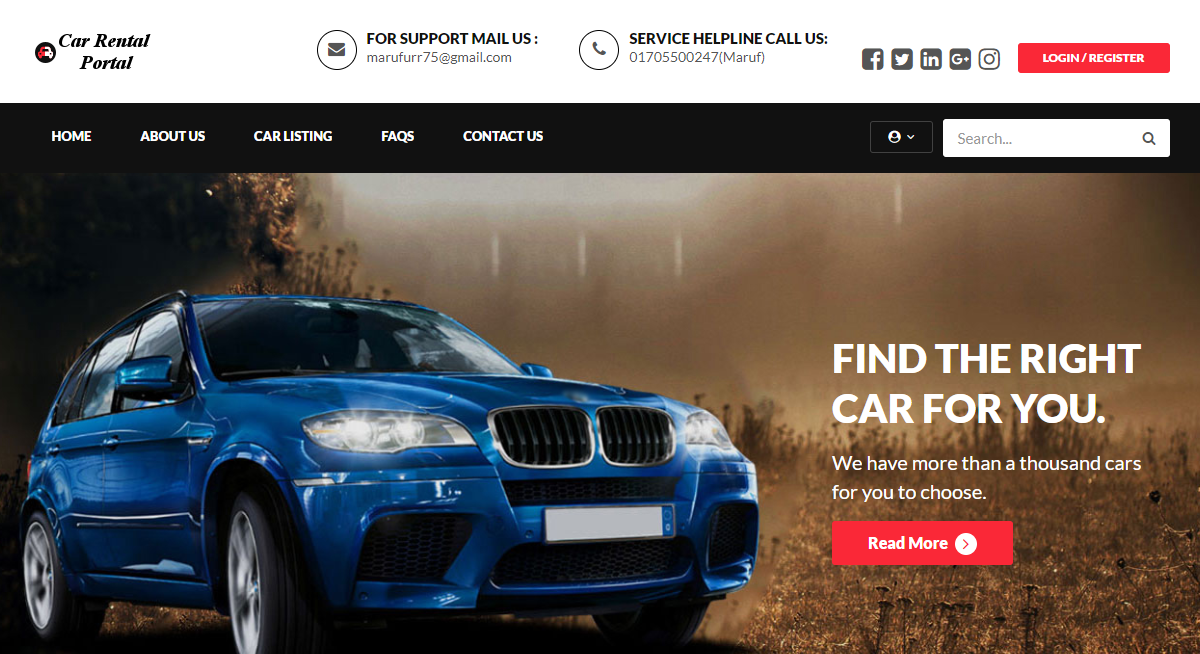 Car Rental
Portal
FOR SUPPORT MAIL US :
marufurr75@gmail.com
SERVICE HELPLINE CALL US:
01705500247(Maruf)
LOGIN / REGISTER
HOME
ABOUT US
CAR LISTING
FAQS
CONTACT US
Search...
FIND THE RIGHT
CAR FOR YOU.
We have more than a thousand cars
for you to choose.
Read More